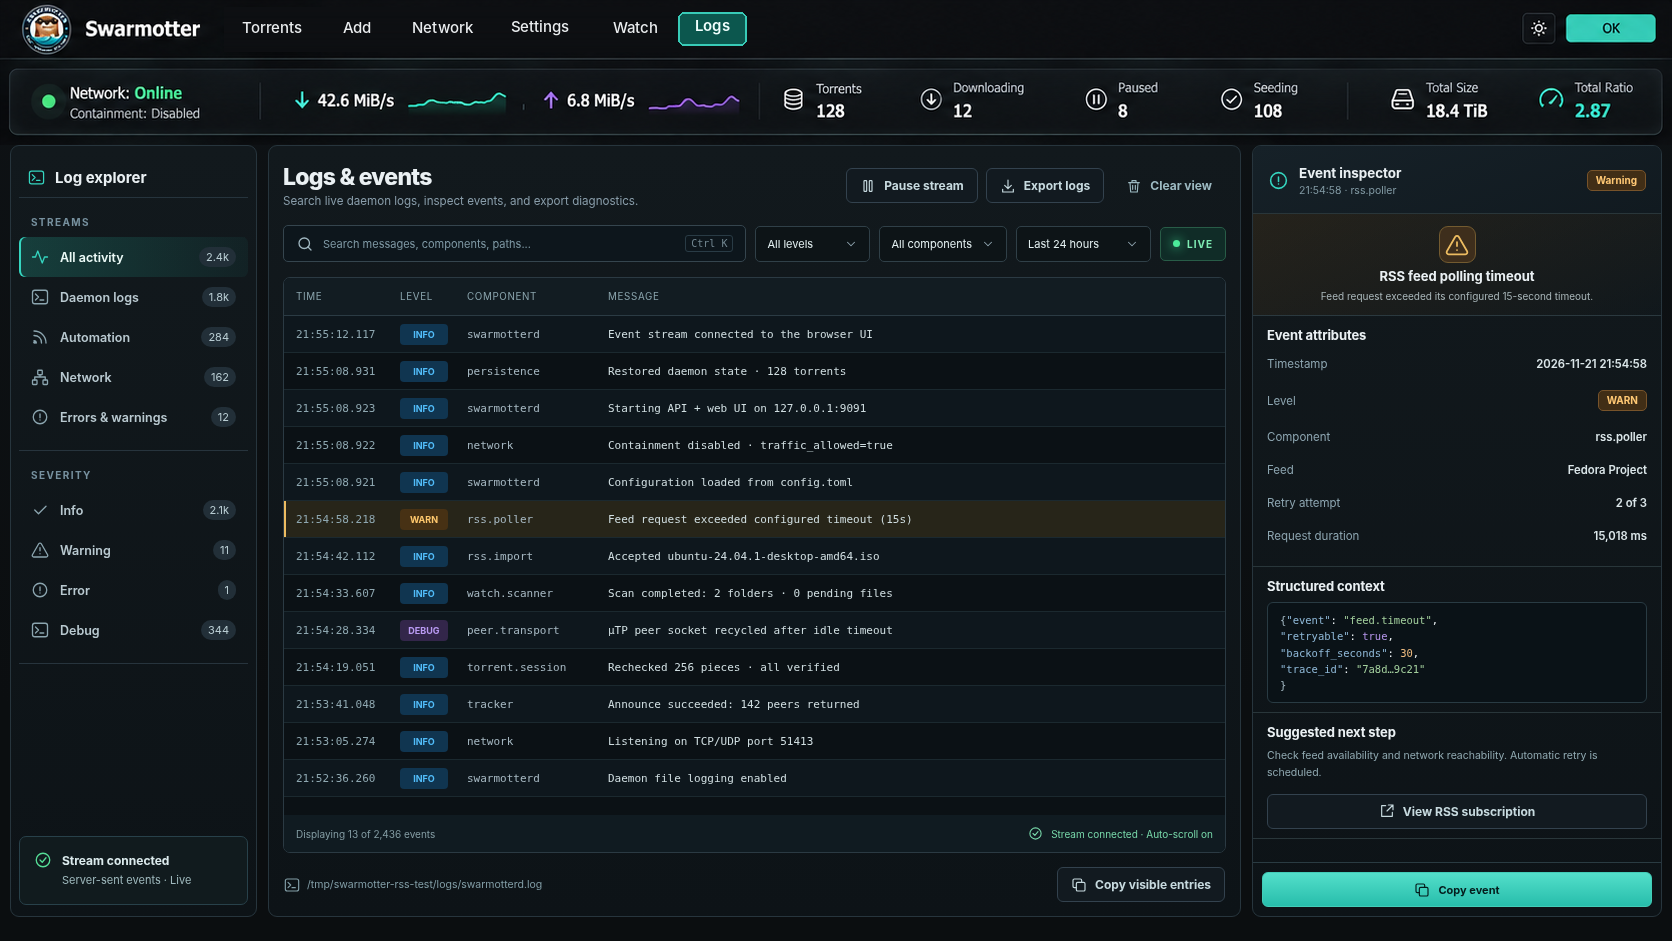 Swarmotter
Torrents
Add
Network
Settings
Watch
Logs
OK
Network: Online
Containment: Disabled
42.6 MiB/s
6.8 MiB/s
Torrents
128
Downloading
12
Paused
8
Seeding
108
Total Size
18.4 TiB
Total Ratio
2.87
Log explorer
STREAMS
All activity 2.4k
Daemon logs 1.8k
Automation 284
Network 162
Errors & warnings 12
SEVERITY
Info 2.1k
Warning 11
Error 1
Debug 344
Stream connected
Server-sent events · Live
Logs & events
Search live daemon logs, inspect events, and export diagnostics.
Pause stream
Export logs
Clear view
Search messages, components, paths... Ctrl K
All levels
All components
Last 24 hours
LIVE
TIME LEVEL COMPONENT MESSAGE
21:55:12.117 INFO swarmotterd Event stream connected to the browser UI
21:55:08.931 INFO persistence Restored daemon state · 128 torrents
21:55:08.923 INFO swarmotterd Starting API + web UI on 127.0.0.1:9091
21:55:08.922 INFO network Containment disabled · traffic_allowed=true
21:55:08.921 INFO swarmotterd Configuration loaded from config.toml
21:54:58.218 WARN rss.poller Feed request exceeded configured timeout (15s)
21:54:42.112 INFO rss.import Accepted ubuntu-24.04.1-desktop-amd64.iso
21:54:33.607 INFO watch.scanner Scan completed: 2 folders · 0 pending files
21:54:28.334 DEBUG peer.transport µTP peer socket recycled after idle timeout
21:54:19.051 INFO torrent.session Rechecked 256 pieces · all verified
21:53:41.048 INFO tracker Announce succeeded: 142 peers returned
21:53:05.274 INFO network Listening on TCP/UDP port 51413
21:52:36.260 INFO swarmotterd Daemon file logging enabled
Displaying 13 of 2,436 events
Stream connected · Auto-scroll on
/tmp/swarmotter-rss-test/logs/swarmotterd.log
Copy visible entries
Event inspector
21:54:58 · rss.poller
Warning
RSS feed polling timeout
Feed request exceeded its configured 15-second timeout.
Event attributes
Timestamp 2026-11-21 21:54:58
Level WARN
Component rss.poller
Feed Fedora Project
Retry attempt 2 of 3
Request duration 15,018 ms
Structured context
{"event": "feed.timeout",
"retryable": true,
"backoff_seconds": 30,
"trace_id": "7a8d…9c21"
}
Suggested next step
Check feed availability and network reachability. Automatic retry is
scheduled.
View RSS subscription
Copy event